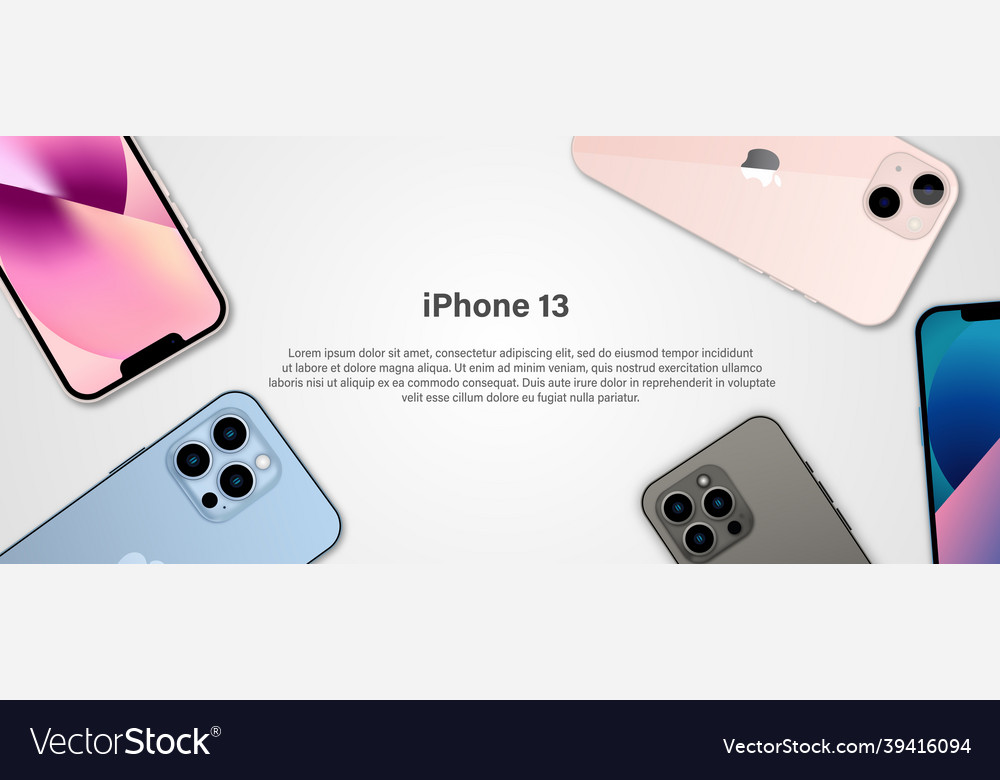 iPhone 13
Lorem ipsum dolor sit amet, consectetur adipiscing elit, sed do eiusmod tempor incididunt
ut labore et dolore magna aliqua. Ut enim ad minim veniam, quis nostrud exercitation ullamco
laboris nisi ut aliquip ex ea commodo consequat. Duis aute irure dolor in reprehenderit in voluptate
velit esse cillum dolore eu fugiat nulla pariatur.
VectorStock®
VectorStock.com/39416094